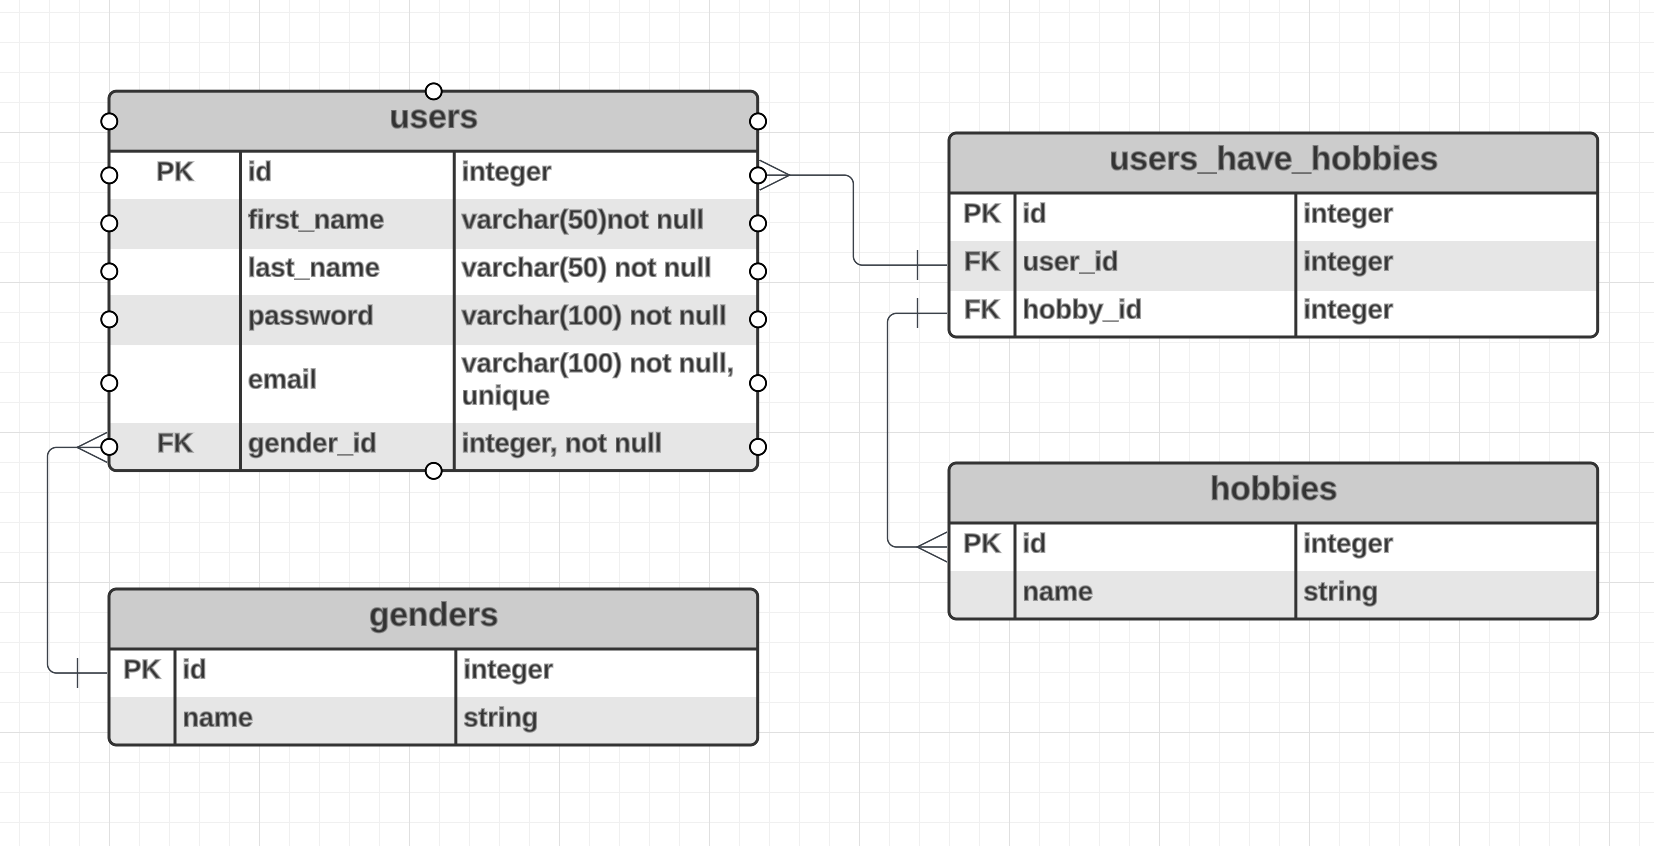 users
PK id integer
first_name varchar(50)not null
last_name varchar(50) not null
password varchar(100) not null
email varchar(100) not null,
unique
FK gender_id integer, not null
users_have_hobbies
PK id integer
FK user_id integer
FK hobby_id integer
genders
PK id integer
name string
hobbies
PK id integer
name string